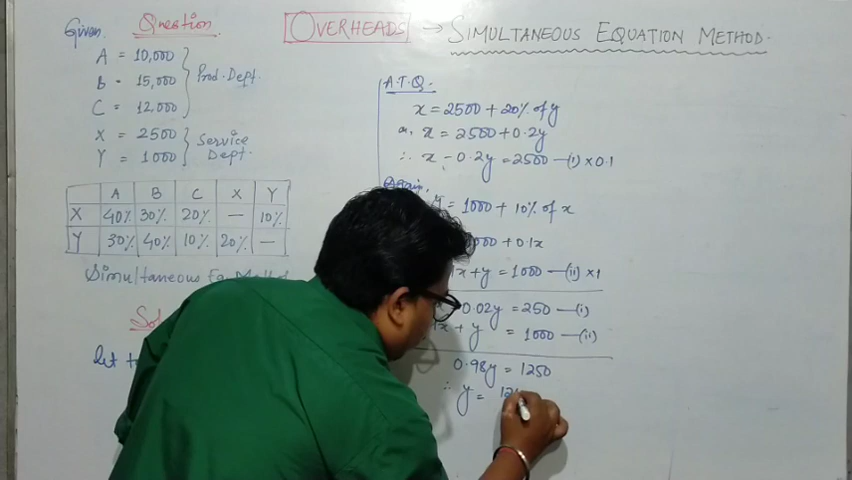 Given. Question
OVERHEADS → SIMULTANEOUS EQUATION METHOD.
A = 10,000
B = 15,000
C = 12,000
Prod. Dept.
X = 2500
Y = 1000
Service Dept.
A B C X Y
X 40% 30% 20% — 10%
Y 30% 40% 10% 20% —
Simultaneous Eq. Method
Sol
let
A.T.Q.
x = 2500 + 20% of y
or, x = 2500 + 0.2y
∴ x - 0.2y = 2500 —(i) × 0.1
Again,
y = 1000 + 10% of x
1000 + 0.1x
x + y = 1000 —(ii) × 1
0.02y = 250 —(i)
1x + y = 1000 —(ii)
0.98y = 1250
∴ y =